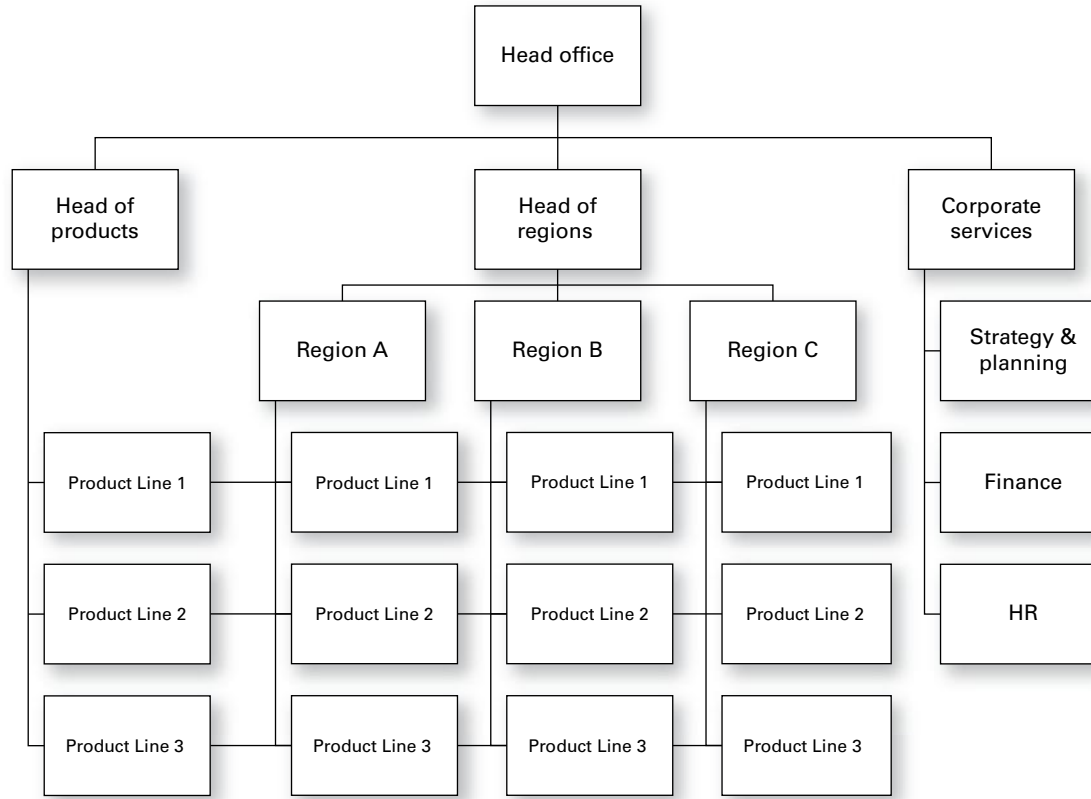 Head office
Head of
products
Head of
regions
Corporate
services
Region A
Region B
Region C
Strategy &
planning
Product Line 1
Product Line 1
Product Line 1
Product Line 1
Finance
Product Line 2
Product Line 2
Product Line 2
Product Line 2
HR
Product Line 3
Product Line 3
Product Line 3
Product Line 3